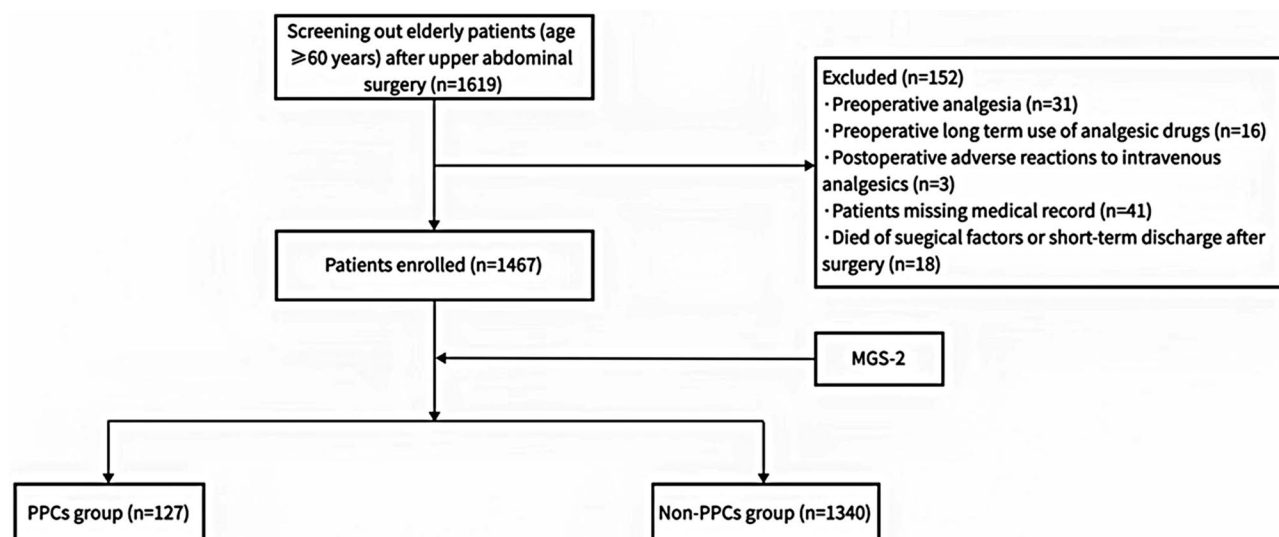 Screening out elderly patients (age
≥60 years) after upper abdominal
surgery (n=1619)
Excluded (n=152)
·Preoperative analgesia (n=31)
·Preoperative long term use of analgesic drugs (n=16)
·Postoperative adverse reactions to intravenous
analgesics (n=3)
·Patients missing medical record (n=41)
·Died of suegical factors or short-term discharge after
surgery (n=18)
Patients enrolled (n=1467)
MGS-2
PPCs group (n=127)
Non-PPCs group (n=1340)